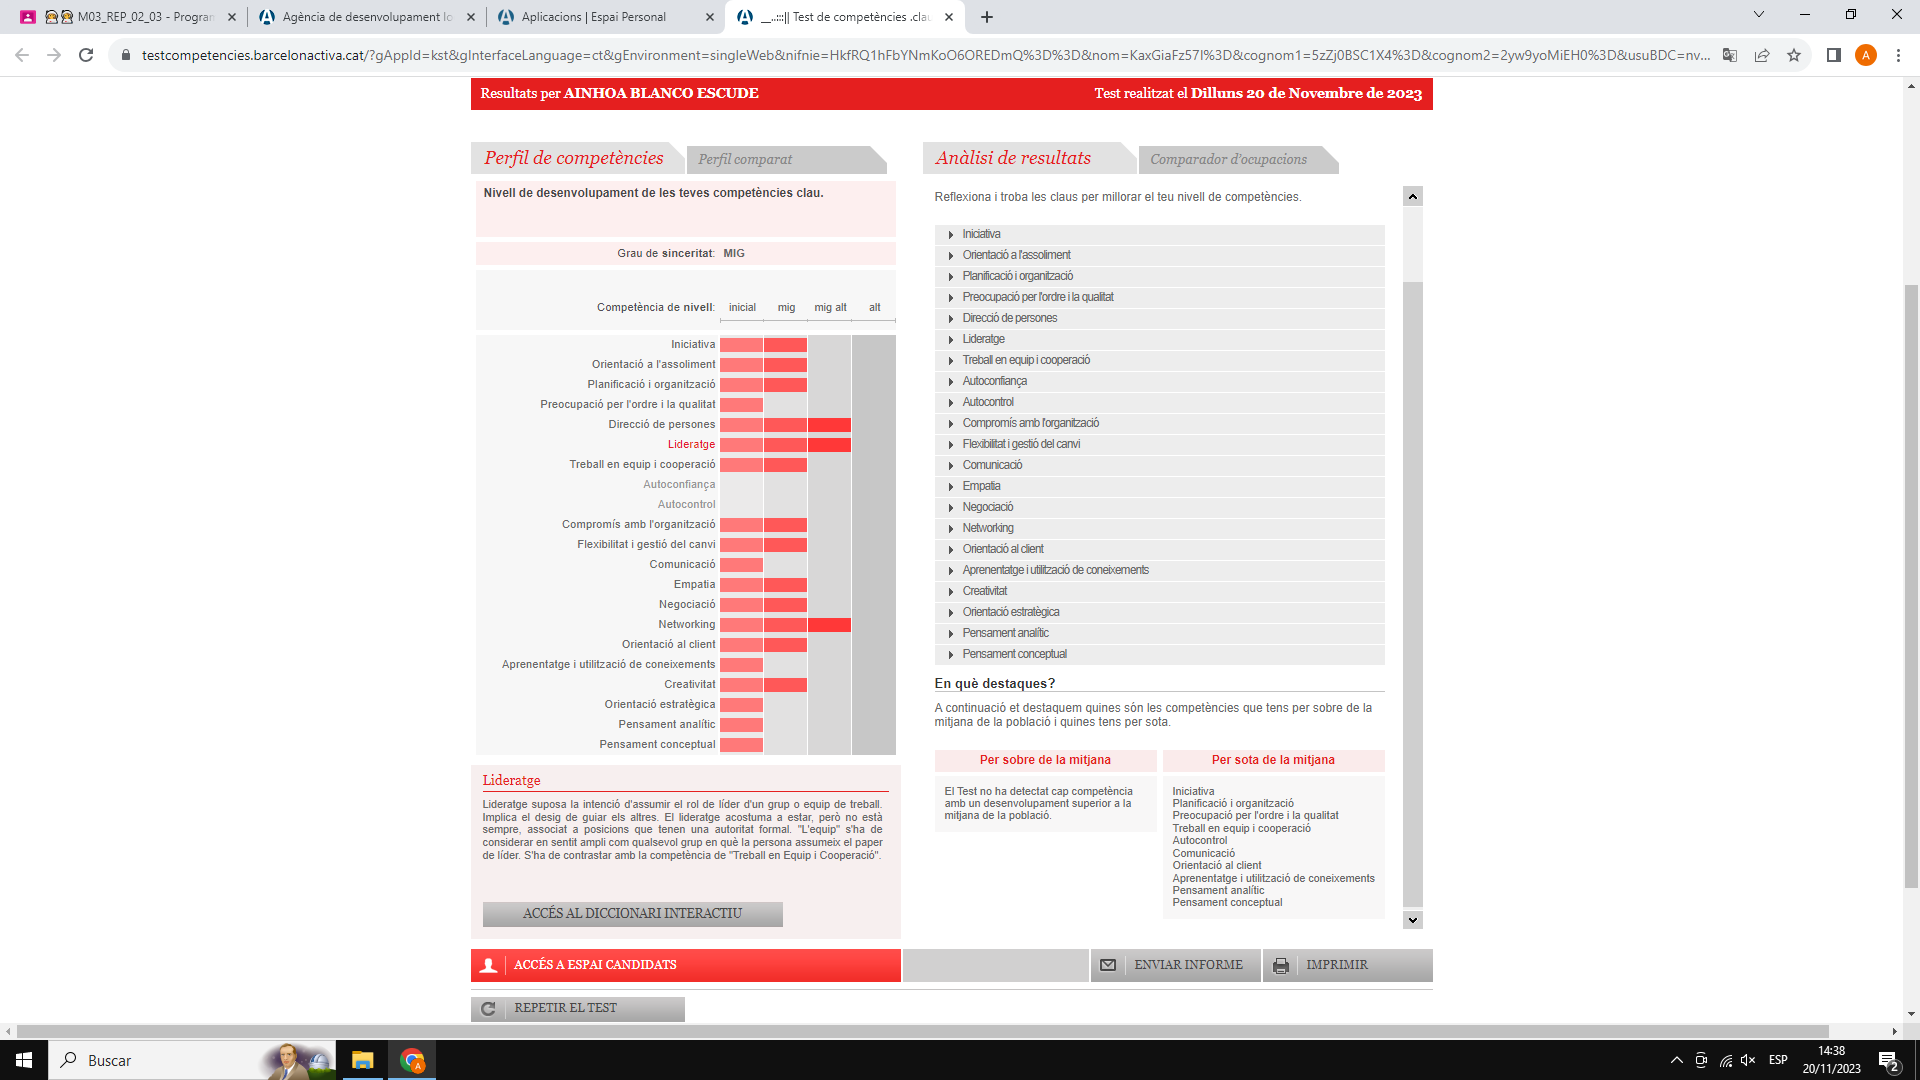 M03_REP_02_03 - Program
Agència de desenvolupament lo
Aplicacions | Espai Personal
__..:::|| Test de competències .clau
testcompetencies.barcelonactiva.cat/?gAppId=kst&gInterfaceLanguage=ct&gEnvironment=singleWeb&nifnie=HkfRQ1hFbYNmKoO6OREDmQ%3D%3D&nom=KaxGiaFz57I%3D&cognom1=5zZj0BSC1X4%3D&cognom2=2yw9yoMiEH0%3D&usuBDC=nv...
A
Resultats per AINHOA BLANCO ESCUDE
Test realitzat el Dilluns 20 de Novembre de 2023
Perfil de competències
Perfil comparat
Nivell de desenvolupament de les teves competències clau.
Grau de sinceritat: MIG
Competència de nivell: inicial mig mig alt alt
Iniciativa
Orientació a l'assoliment
Planificació i organització
Preocupació per l'ordre i la qualitat
Direcció de persones
Lideratge
Treball en equip i cooperació
Autoconfiança
Autocontrol
Compromís amb l'organització
Flexibilitat i gestió del canvi
Comunicació
Empatia
Negociació
Networking
Orientació al client
Aprenentatge i utilització de coneixements
Creativitat
Orientació estratègica
Pensament analític
Pensament conceptual
Lideratge
Lideratge suposa la intenció d'assumir el rol de líder d'un grup o equip de treball.
Implica el desig de guiar els altres. El lideratge acostuma a estar, però no està
sempre, associat a posicions que tenen una autoritat formal. "L'equip" s'ha de
considerar en sentit ampli com qualsevol grup en què la persona assumeix el paper
de líder. S'ha de contrastar amb la competència de "Treball en Equip i Cooperació".
ACCÉS AL DICCIONARI INTERACTIU
Anàlisi de resultats
Comparador d'ocupacions
Reflexiona i troba les claus per millorar el teu nivell de competències.
Iniciativa
Orientació a l'assoliment
Planificació i organització
Preocupació per l'ordre i la qualitat
Direcció de persones
Lideratge
Treball en equip i cooperació
Autoconfiança
Autocontrol
Compromís amb l'organització
Flexibilitat i gestió del canvi
Comunicació
Empatia
Negociació
Networking
Orientació al client
Aprenentatge i utilització de coneixements
Creativitat
Orientació estratègica
Pensament analític
Pensament conceptual
En què destaques?
A continuació et destaquem quines són les competències que tens per sobre de la
mitjana de la població i quines tens per sota.
Per sobre de la mitjana
El Test no ha detectat cap competència
amb un desenvolupament superior a la
mitjana de la població.
Per sota de la mitjana
Iniciativa
Planificació i organització
Preocupació per l'ordre i la qualitat
Treball en equip i cooperació
Autocontrol
Comunicació
Orientació al client
Aprenentatge i utilització de coneixements
Pensament analític
Pensament conceptual
ACCÉS A ESPAI CANDIDATS
ENVIAR INFORME
IMPRIMIR
REPETIR EL TEST
Buscar
A
ESP
14:38
20/11/2023
2